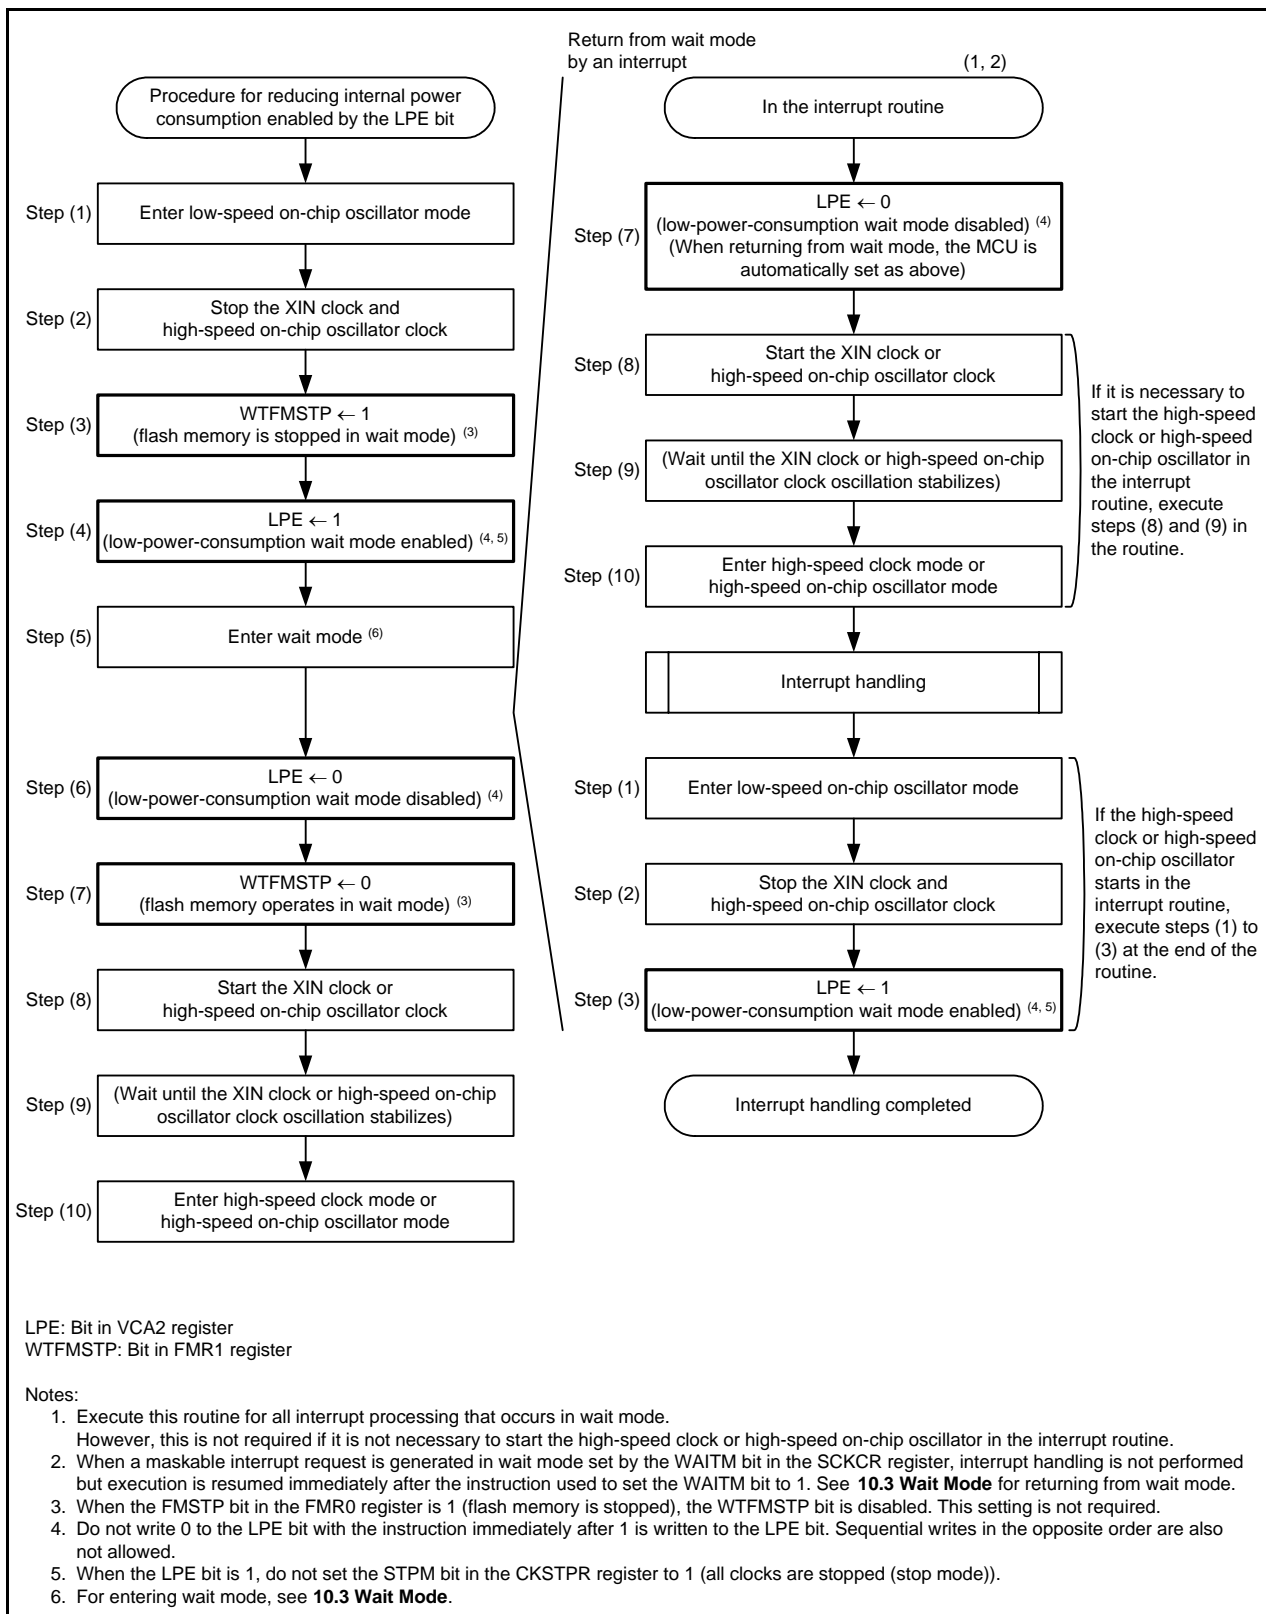 Procedure for reducing internal power
consumption enabled by the LPE bit
Step (1)
Enter low-speed on-chip oscillator mode
Step (2)
Stop the XIN clock and
high-speed on-chip oscillator clock
Step (3)
WTFMSTP ← 1
(flash memory is stopped in wait mode) (3)
Step (4)
LPE ← 1
(low-power-consumption wait mode enabled) (4, 5)
Step (5)
Enter wait mode (6)
Step (6)
LPE ← 0
(low-power-consumption wait mode disabled) (4)
Step (7)
WTFMSTP ← 0
(flash memory operates in wait mode) (3)
Step (8)
Start the XIN clock or
high-speed on-chip oscillator clock
Step (9)
(Wait until the XIN clock or high-speed on-chip
oscillator clock oscillation stabilizes)
Step (10)
Enter high-speed clock mode or
high-speed on-chip oscillator mode
Return from wait mode
by an interrupt
(1, 2)
In the interrupt routine
Step (7)
LPE ← 0
(low-power-consumption wait mode disabled) (4)
(When returning from wait mode, the MCU is
automatically set as above)
Step (8)
Start the XIN clock or
high-speed on-chip oscillator clock
Step (9)
(Wait until the XIN clock or high-speed on-chip
oscillator clock oscillation stabilizes)
Step (10)
Enter high-speed clock mode or
high-speed on-chip oscillator mode
If it is necessary to
start the high-speed
clock or high-speed
on-chip oscillator in
the interrupt
routine, execute
steps (8) and (9) in
the routine.
Interrupt handling
Step (1)
Enter low-speed on-chip oscillator mode
Step (2)
Stop the XIN clock and
high-speed on-chip oscillator clock
Step (3)
LPE ← 1
(low-power-consumption wait mode enabled) (4, 5)
If the high-speed
clock or high-speed
on-chip oscillator
starts in the
interrupt routine,
execute steps (1) to
(3) at the end of the
routine.
Interrupt handling completed
LPE: Bit in VCA2 register
WTFMSTP: Bit in FMR1 register
Notes:
1. Execute this routine for all interrupt processing that occurs in wait mode.
However, this is not required if it is not necessary to start the high-speed clock or high-speed on-chip oscillator in the interrupt routine.
2. When a maskable interrupt request is generated in wait mode set by the WAITM bit in the SCKCR register, interrupt handling is not performed
but execution is resumed immediately after the instruction used to set the WAITM bit to 1. See 10.3 Wait Mode for returning from wait mode.
3. When the FMSTP bit in the FMR0 register is 1 (flash memory is stopped), the WTFMSTP bit is disabled. This setting is not required.
4. Do not write 0 to the LPE bit with the instruction immediately after 1 is written to the LPE bit. Sequential writes in the opposite order are also
not allowed.
5. When the LPE bit is 1, do not set the STPM bit in the CKSTPR register to 1 (all clocks are stopped (stop mode)).
6. For entering wait mode, see 10.3 Wait Mode.